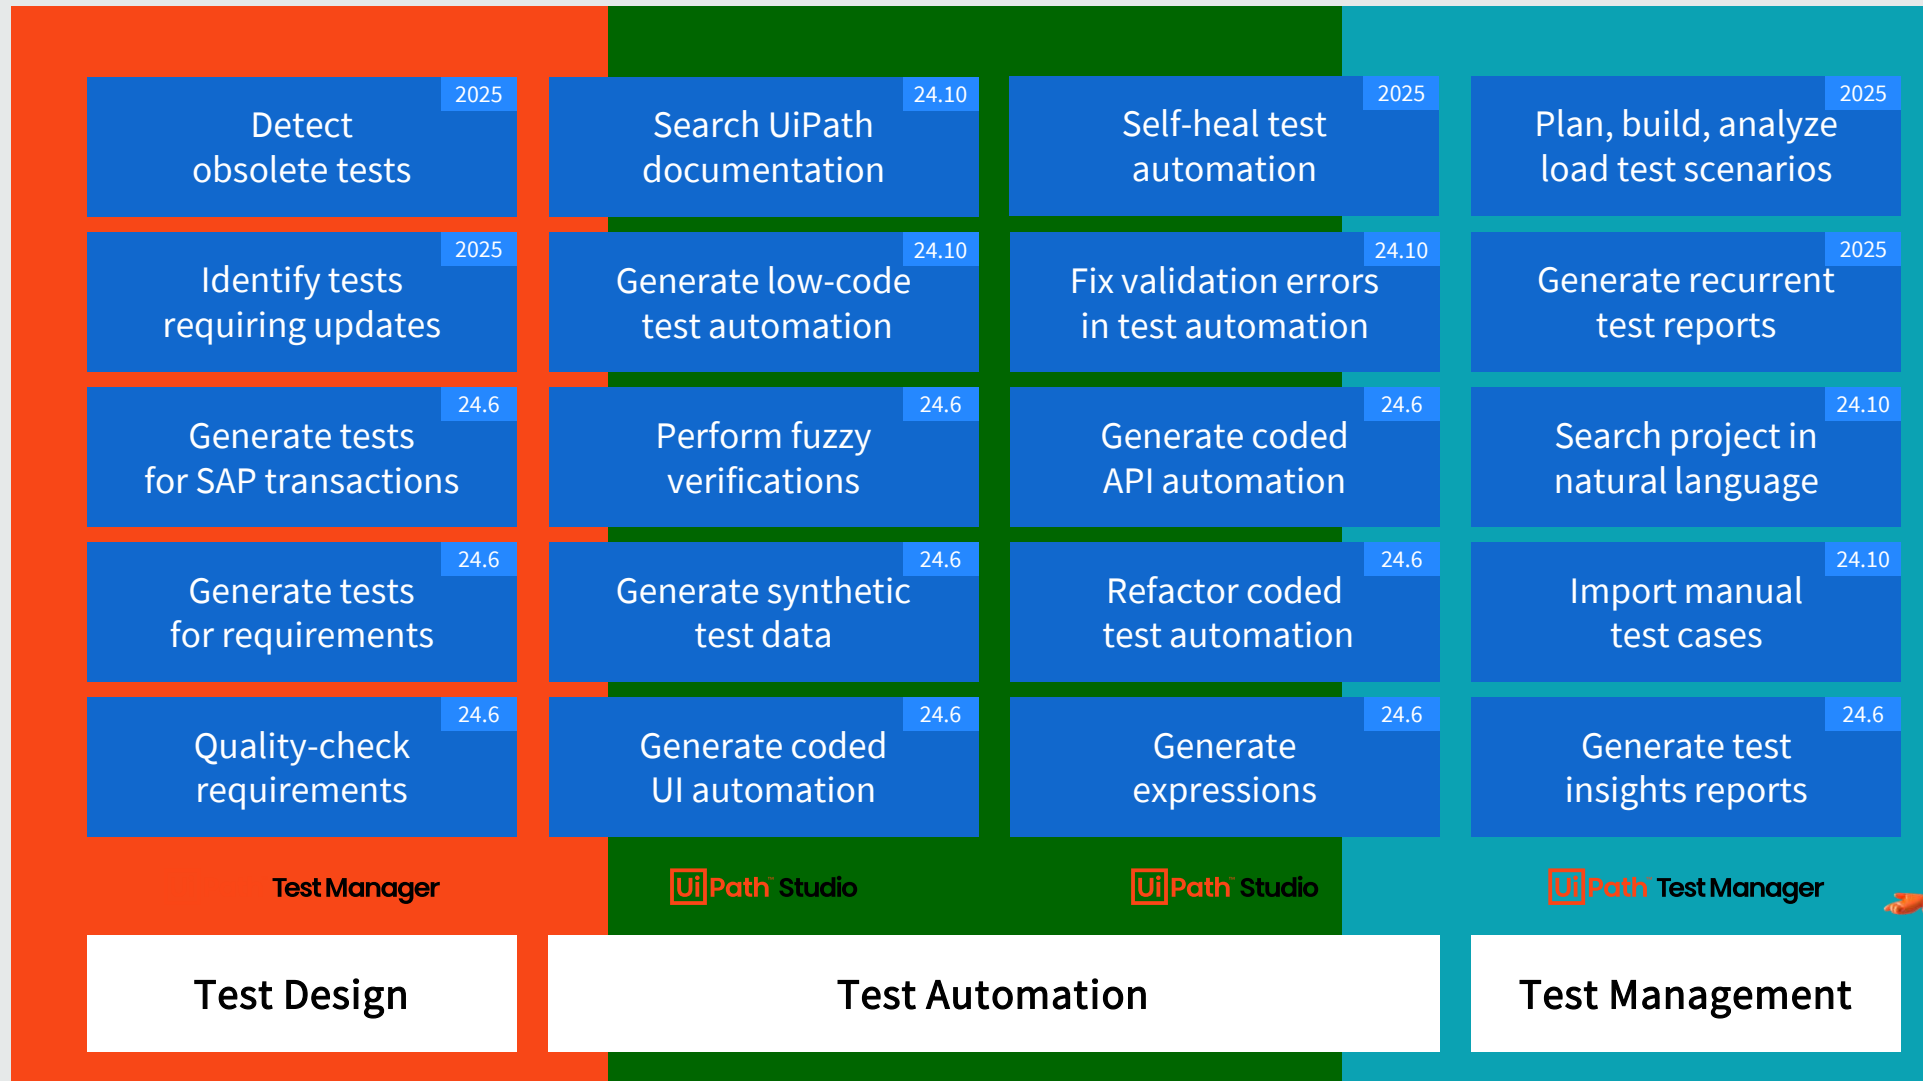 2025
Detect
obsolete tests
24.10
Search UiPath
documentation
2025
Self-heal test
automation
2025
Plan, build, analyze
load test scenarios
2025
Identify tests
requiring updates
24.10
Generate low-code
test automation
24.10
Fix validation errors
in test automation
2025
Generate recurrent
test reports
24.6
Generate tests
for SAP transactions
24.6
Perform fuzzy
verifications
24.6
Generate coded
API automation
24.10
Search project in
natural language
24.6
Generate tests
for requirements
24.6
Generate synthetic
test data
24.6
Refactor coded
test automation
24.10
Import manual
test cases
24.6
Quality-check
requirements
24.6
Generate coded
UI automation
24.6
Generate
expressions
24.6
Generate test
insights reports
Test Manager
UiPath™ Studio
UiPath™ Studio
UiPath Test Manager
Test Design
Test Automation
Test Management